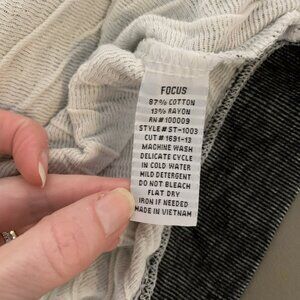 FOCUS
87% COTTON
13% RAYON
RN# 100009
STYLE# ST-1003
CUT # 1691-13
MACHINE WASH
DELICATE CYCLE
IN COLD WATER
MILD DETERGENT
DO NOT BLEACH
FLAT DRY
IRON IF NEEDED
MADE IN VIETNAM